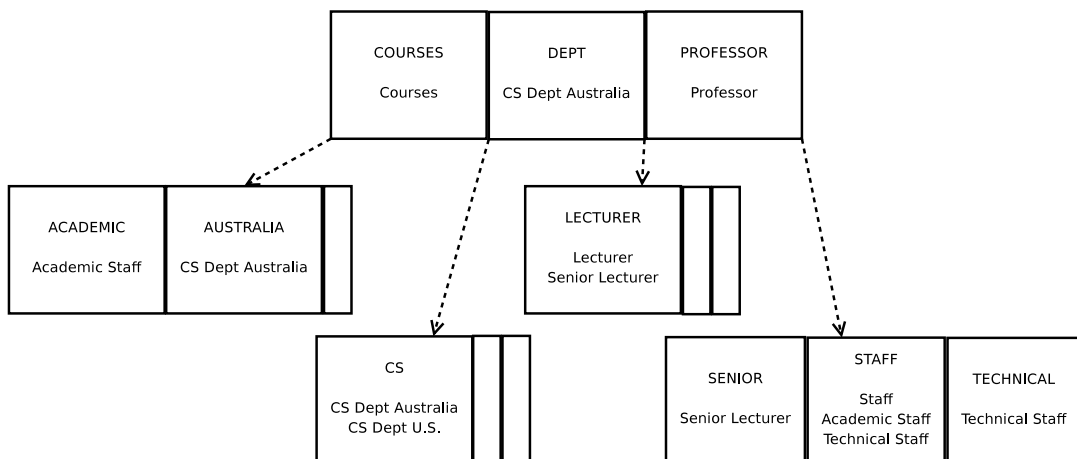 COURSES
Courses
DEPT
CS Dept Australia
PROFESSOR
Professor
ACADEMIC
Academic Staff
AUSTRALIA
CS Dept Australia
LECTURER
Lecturer
Senior Lecturer
CS
CS Dept Australia
CS Dept U.S.
SENIOR
Senior Lecturer
STAFF
Staff
Academic Staff
Technical Staff
TECHNICAL
Technical Staff